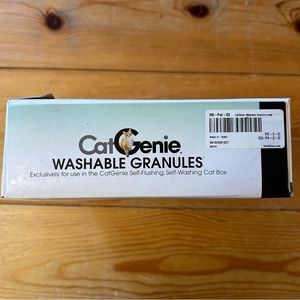 CatGenie
WASHABLE GRANULES
Exclusively for use in the CatGenie Self-Flushing, Self-Washing Cat Box